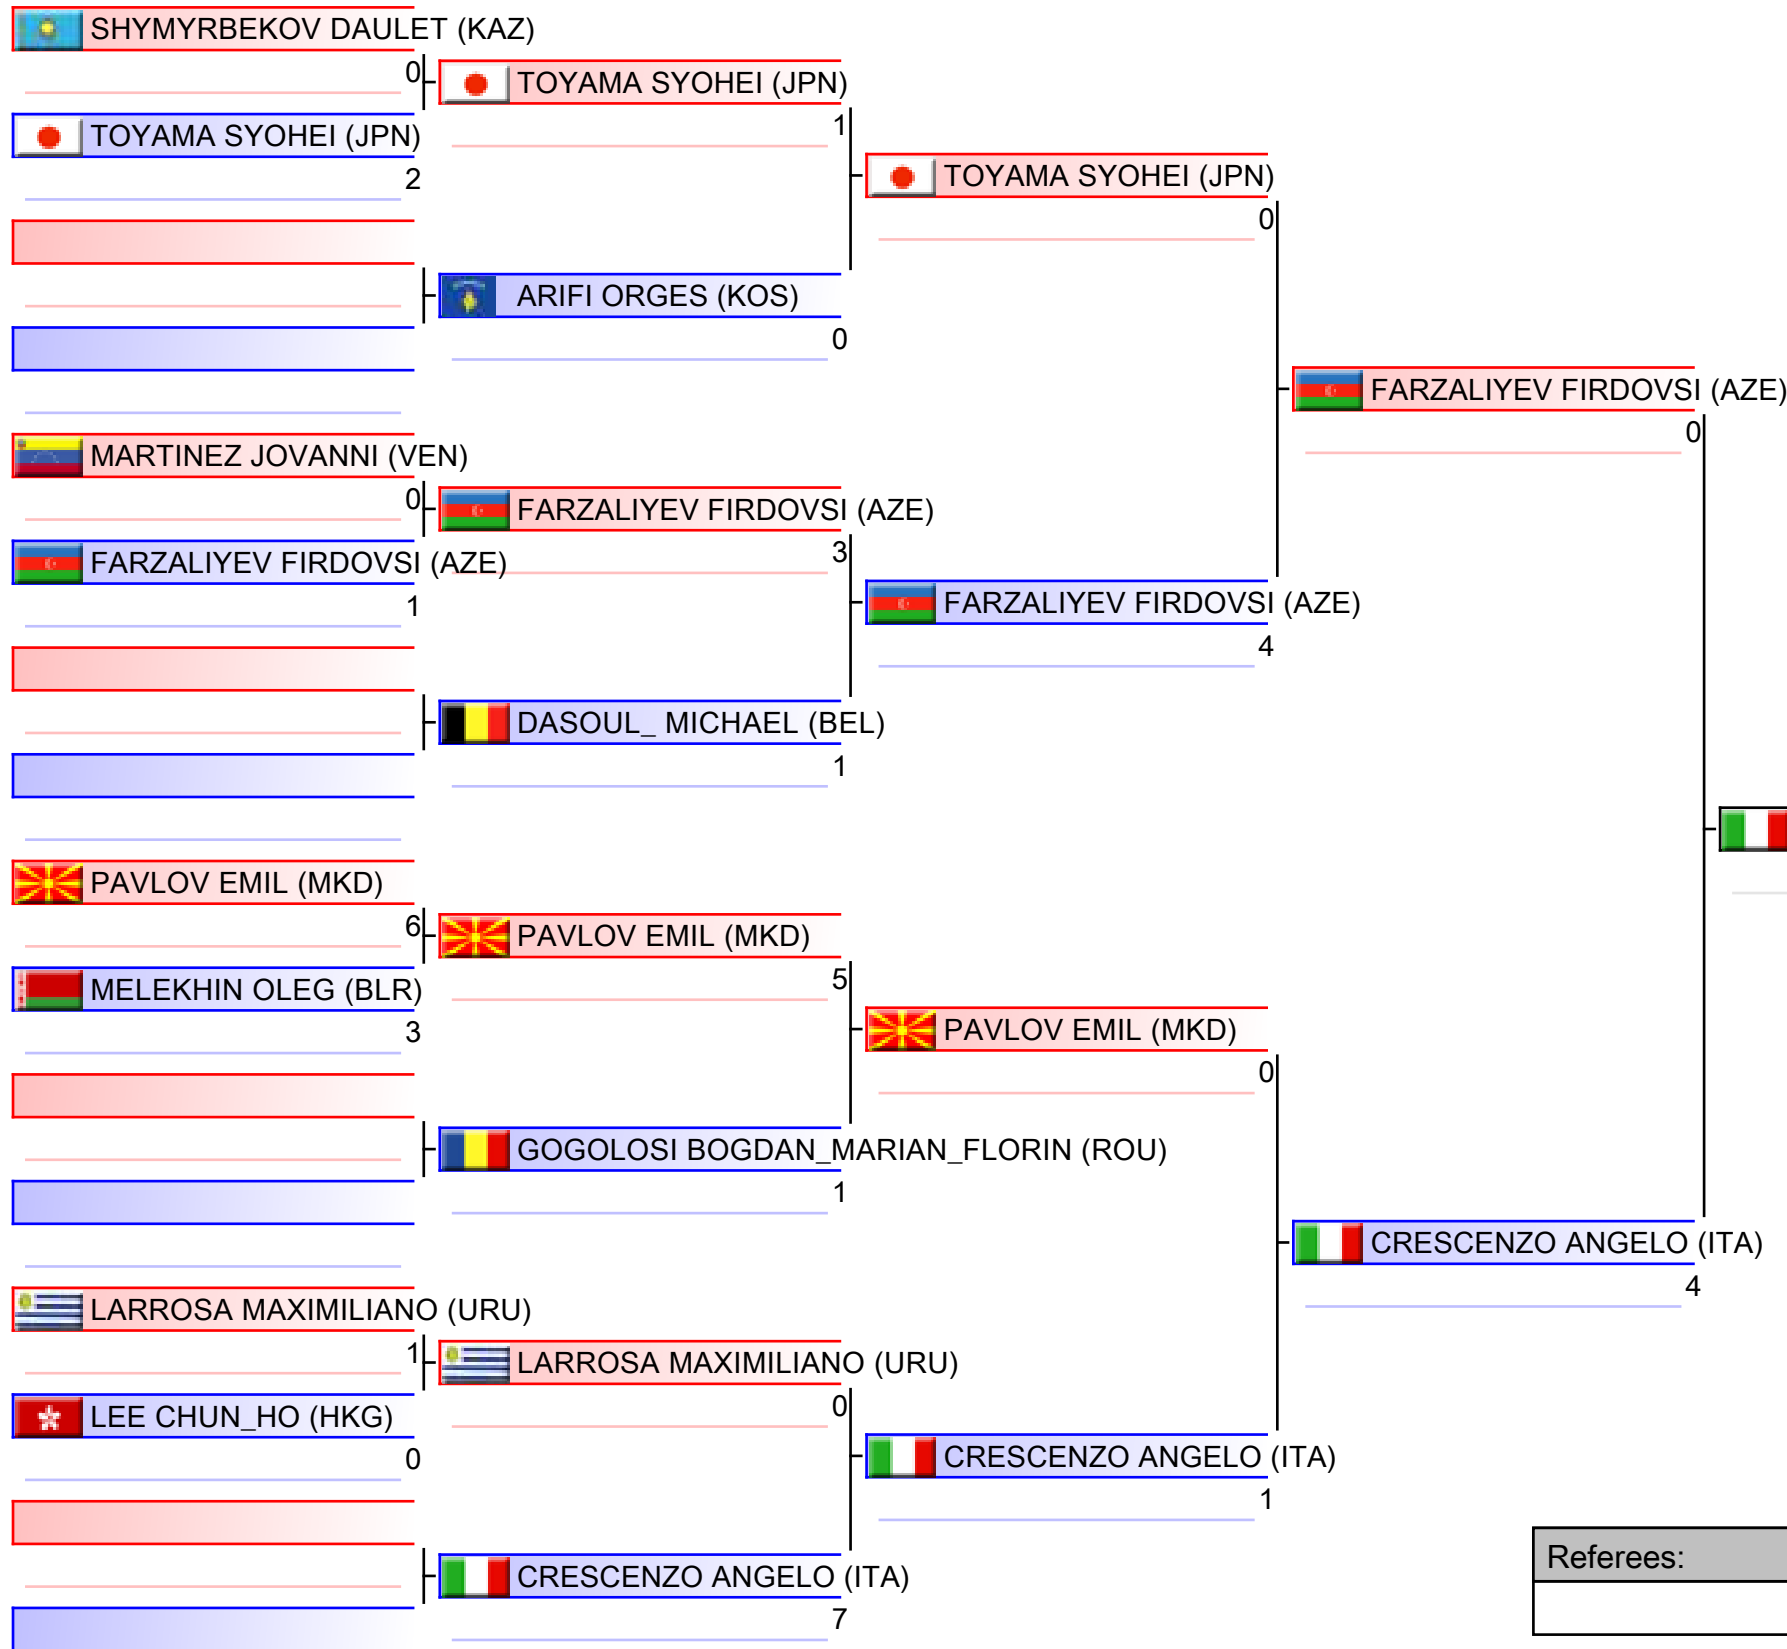 SHYMYRBEKOV DAULET (KAZ)
0
TOYAMA SYOHEI (JPN)
2
MARTINEZ JOVANNI (VEN)
0
FARZALIYEV FIRDOVSI (AZE)
1
PAVLOV EMIL (MKD)
6
MELEKHIN OLEG (BLR)
3
LARROSA MAXIMILIANO (URU)
1
LEE CHUN_HO (HKG)
0
TOYAMA SYOHEI (JPN)
1
ARIFI ORGES (KOS)
0
FARZALIYEV FIRDOVSI (AZE)
3
DASOUL_ MICHAEL (BEL)
1
PAVLOV EMIL (MKD)
5
GOGOLOSI BOGDAN_MARIAN_FLORIN (ROU)
1
LARROSA MAXIMILIANO (URU)
0
CRESCENZO ANGELO (ITA)
7
TOYAMA SYOHEI (JPN)
0
FARZALIYEV FIRDOVSI (AZE)
4
PAVLOV EMIL (MKD)
0
CRESCENZO ANGELO (ITA)
1
FARZALIYEV FIRDOVSI (AZE)
0
CRESCENZO ANGELO (ITA)
4
Referees: